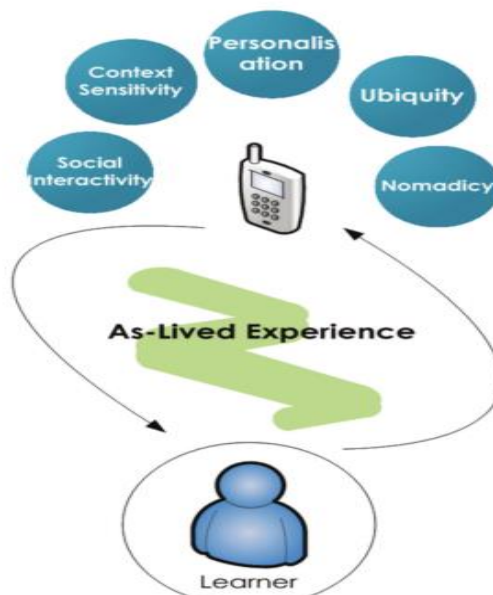 Personalis
ation
Context
Sensitivity
Ubiquity
Social
Interactivity
Nomadicy
As-Lived Experience
Learner